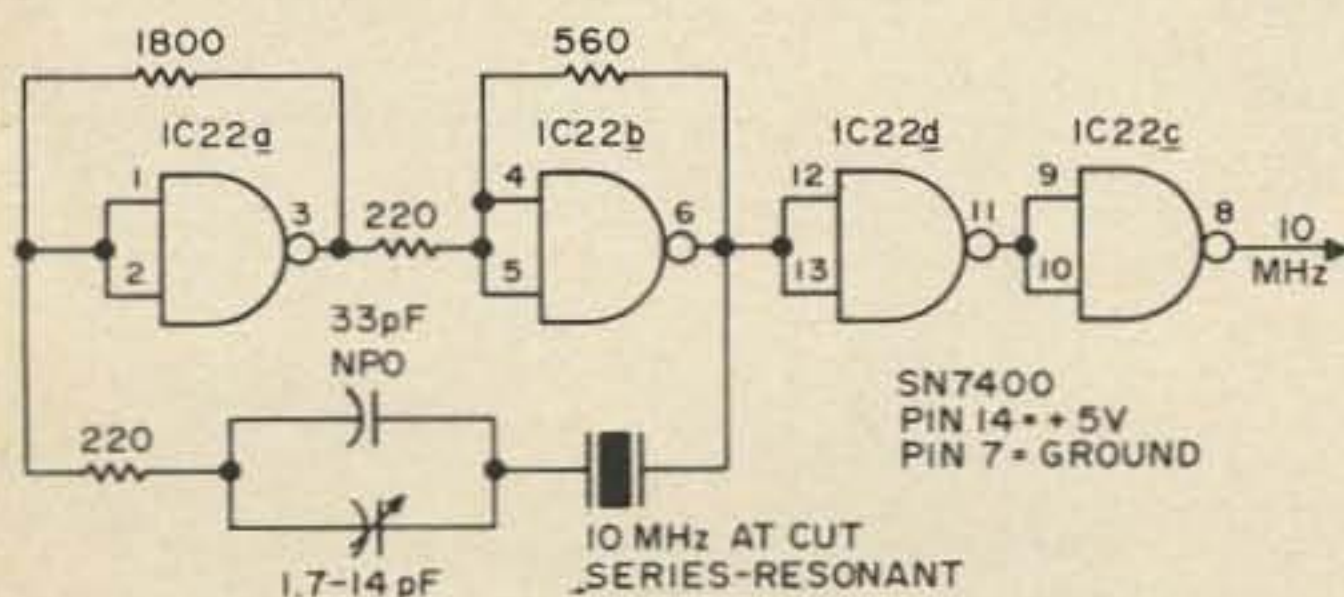 1800
560
IC22a
IC22b
IC22d
IC22c
1
2
3
220
4
5
6
12
13
11
9
10
8
10
MHz
33pF
NPO
220
1.7-14 pF
10 MHz AT CUT
SERIES-RESONANT
SN7400
PIN 14 = + 5V
PIN 7 = GROUND